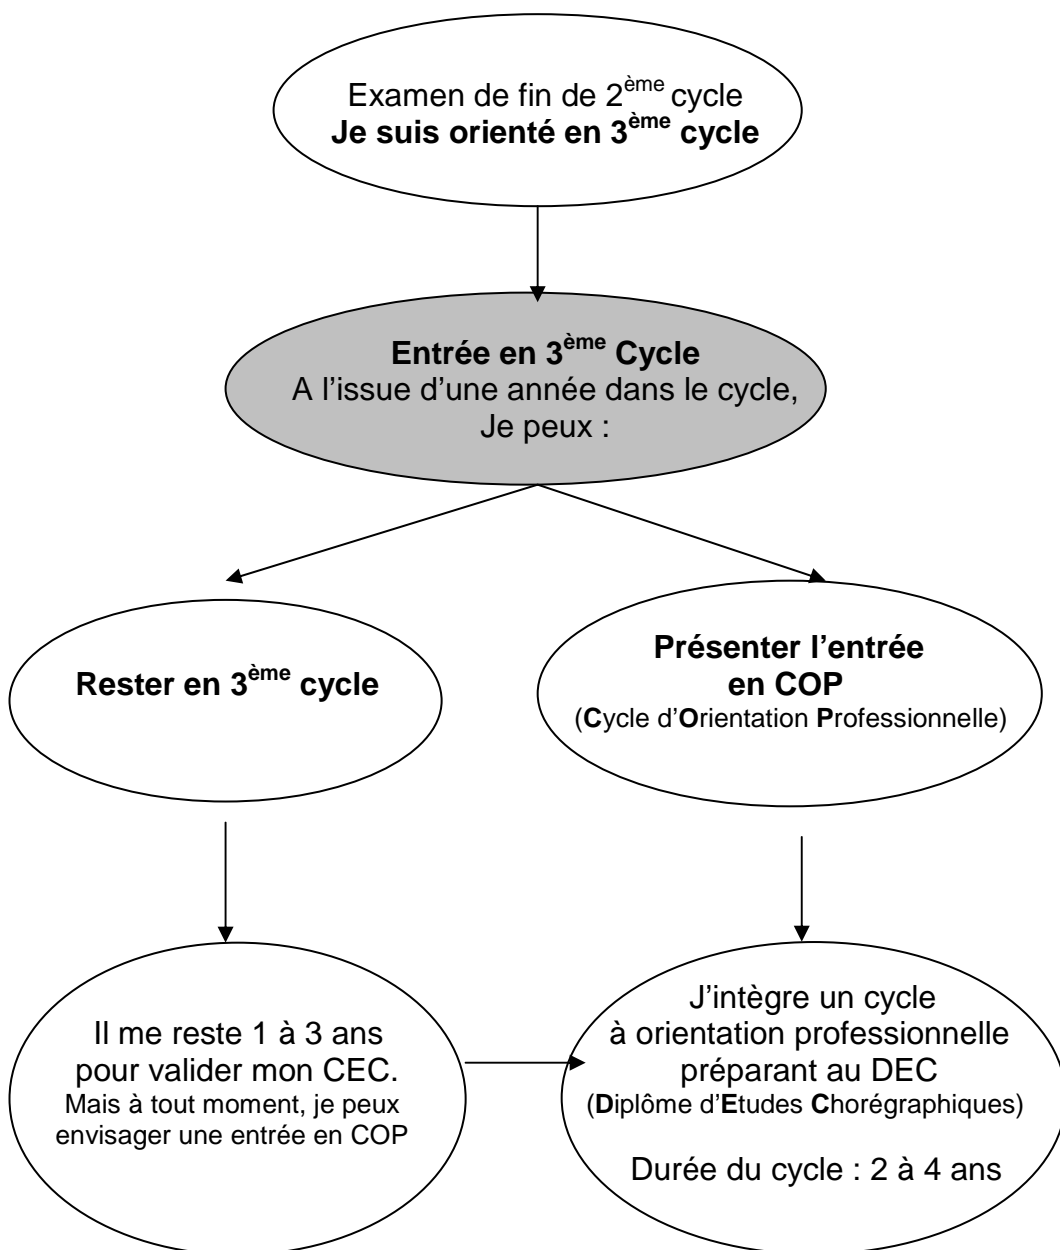 Examen de fin de 2ème cycle
Je suis orienté en 3ème cycle
Entrée en 3ème Cycle
A l'issue d'une année dans le cycle,
Je peux :
Rester en 3ème cycle
Présenter l'entrée
en COP
(Cycle d'Orientation Professionnelle)
Il me reste 1 à 3 ans
pour valider mon CEC.
Mais à tout moment, je peux
envisager une entrée en COP
J'intègre un cycle
à orientation professionnelle
préparant au DEC
(Diplôme d'Etudes Chorégraphiques)
Durée du cycle : 2 à 4 ans